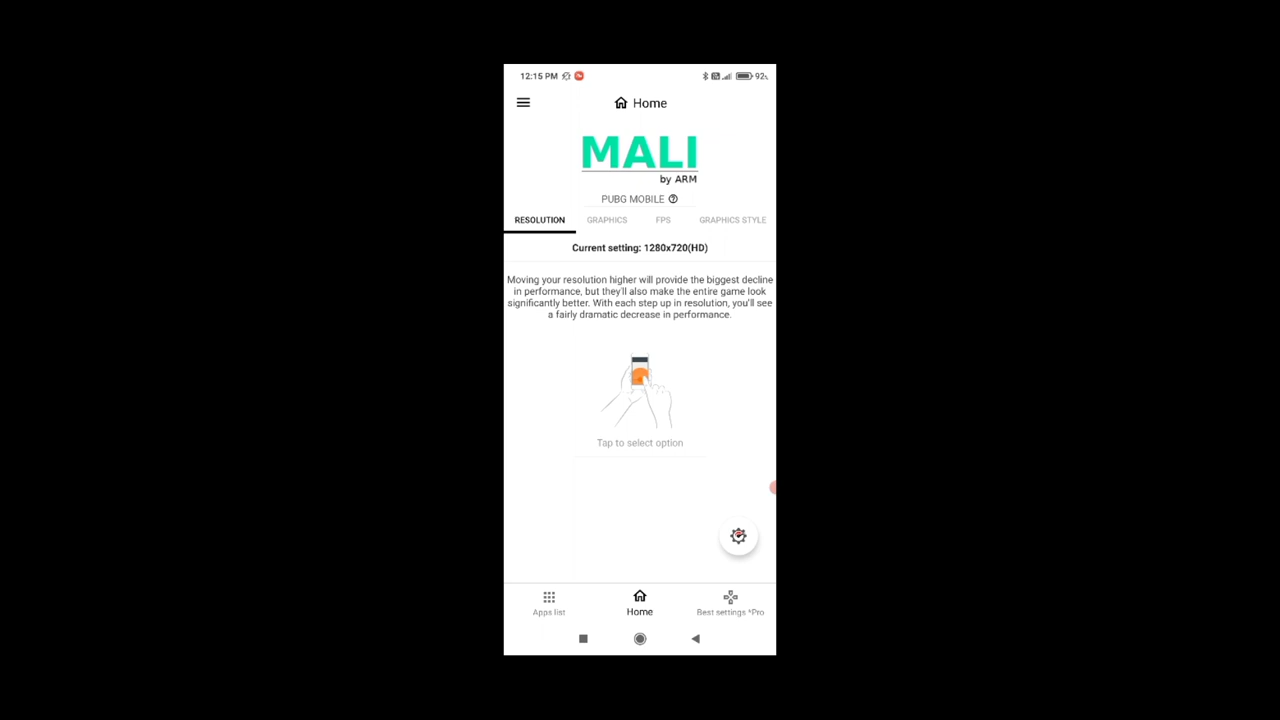 12:15 PM
92%
Home
MALI
by ARM
PUBG MOBILE
RESOLUTION GRAPHICS FPS GRAPHICS STYLE
Current setting: 1280x720(HD)
Moving your resolution higher will provide the biggest decline
in performance, but they'll also make the entire game look
significantly better. With each step up in resolution, you'll see
a fairly dramatic decrease in performance.
Tap to select option
Apps list
Home
Best settings *Pro